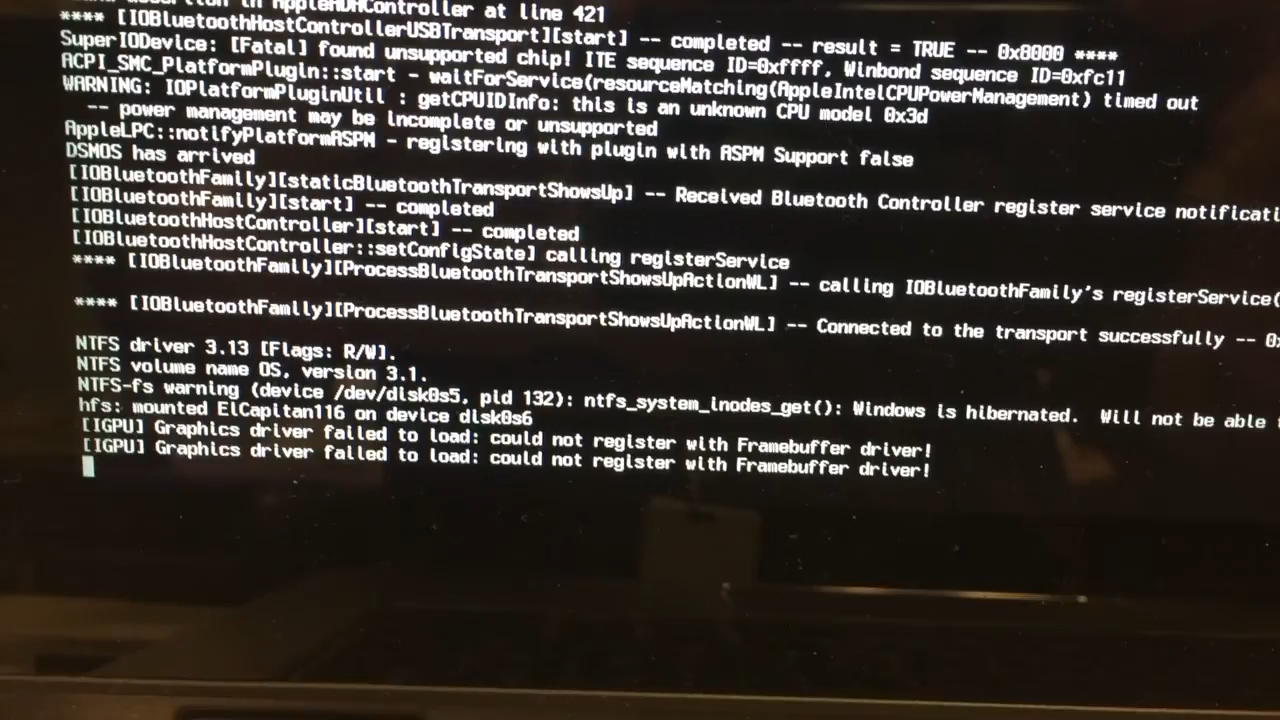 assertion in AppleHDAController at line 421
**** [IOBluetoothHostControllerUSBTransport][start] -- completed -- result = TRUE -- 0x8000 ****
SuperIODevice: [Fatal] found unsupported chip! ITE sequence ID=0xffff, Winbond sequence ID=0xfc11
ACPI_SMC_PlatformPlugin::start - waitForService(resourceMatching(AppleIntelCPUPowerManagement) timed out
WARNING: IOPlatformPluginUtil : getCPUIDInfo: this is an unknown CPU model 0x3d
-- power management may be incomplete or unsupported
AppleLPC::notifyPlatformASPM - registering with plugin with ASPM Support false
DSMOS has arrived
[IOBluetoothFamily][staticBluetoothTransportShowsUp] -- Received Bluetooth Controller register service notificati
[IOBluetoothFamily][start] -- completed
[IOBluetoothHostController][start] -- completed
[IOBluetoothHostController::setConfigState] calling registerService
**** [IOBluetoothFamily][ProcessBluetoothTransportShowsUpActionWL] -- calling IOBluetoothFamily's registerService(
**** [IOBluetoothFamily][ProcessBluetoothTransportShowsUpActionWL] -- Connected to the transport successfully -- 0x
NTFS driver 3.13 [Flags: R/W].
NTFS volume name OS, version 3.1.
NTFS-fs warning (device /dev/disk0s5, pid 132): ntfs_system_inodes_get(): Windows is hibernated.  Will not be able
hfs: mounted ElCapitan116 on device disk0s6
[IGPU] Graphics driver failed to load: could not register with Framebuffer driver!
[IGPU] Graphics driver failed to load: could not register with Framebuffer driver!